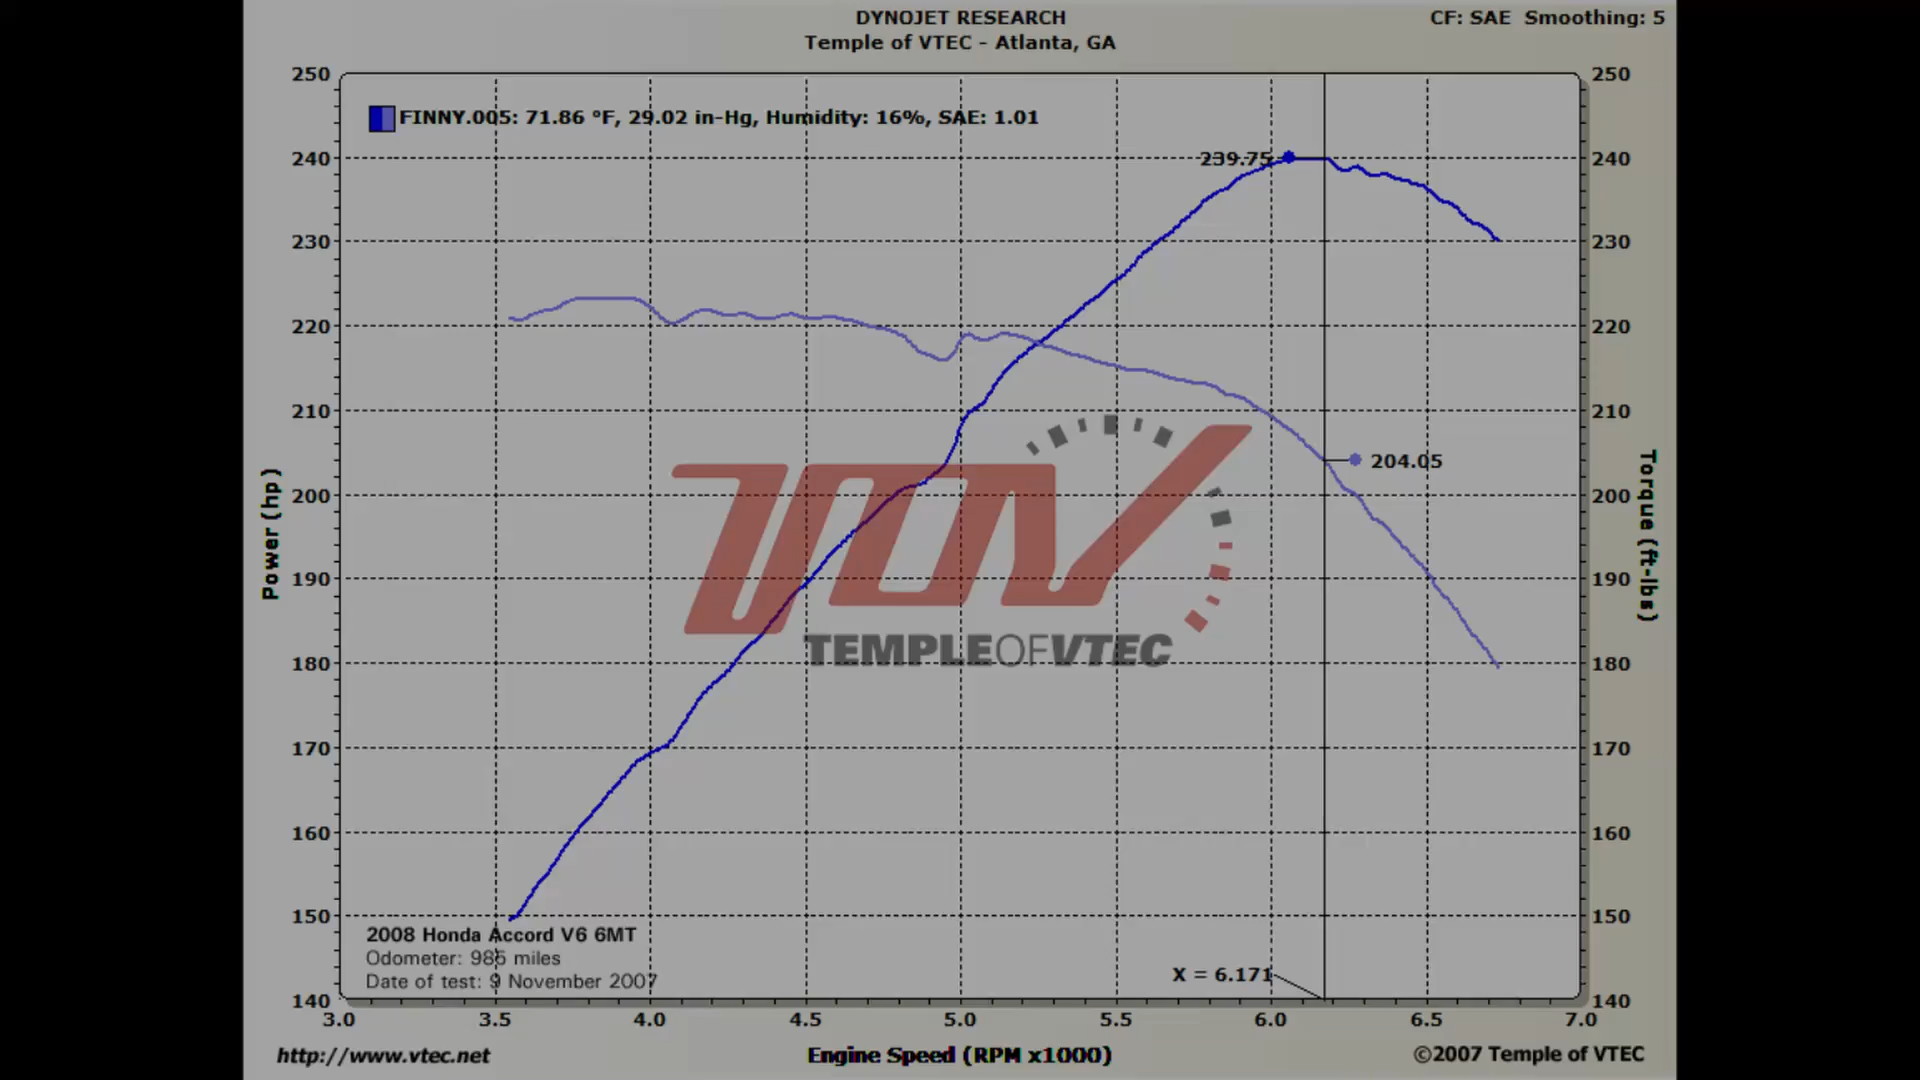 DYNOJET RESEARCH
CF: SAE Smoothing: 5
Temple of VTEC - Atlanta, GA
FINNY.005: 71.86 °F, 29.02 in-Hg, Humidity: 16%, SAE: 1.01
250
240
230
220
210
200
190
180
170
160
150
140
Power (hp)
239.75
204.05
TOV
TEMPLEOFVTEC
250
240
230
220
210
200
190
180
170
160
150
140
Torque (ft-lbs)
2008 Honda Accord V6 6MT
Odometer: 985 miles
Date of test: 9 November 2007
X = 6.171
3.0 3.5 4.0 4.5 5.0 5.5 6.0 6.5 7.0
http://www.vtec.net
Engine Speed (RPM x1000)
©2007 Temple of VTEC